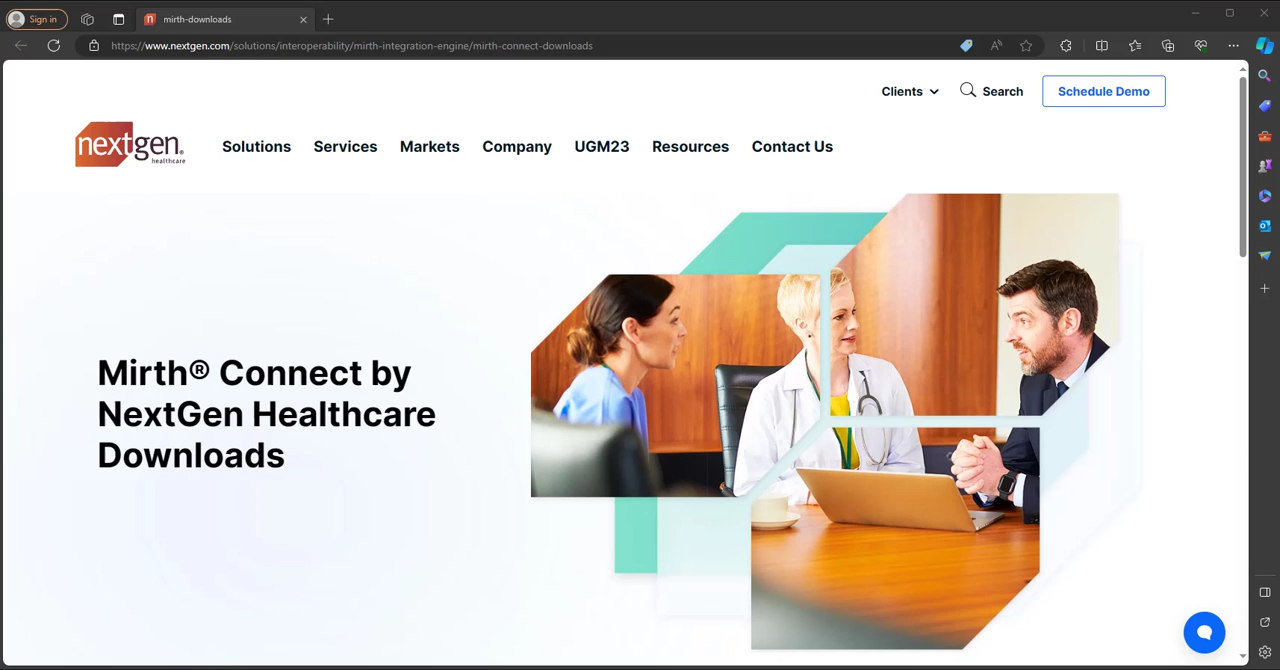 Sign in
mirth-downloads
https://www.nextgen.com/solutions/interoperability/mirth-integration-engine/mirth-connect-downloads
Clients
Search
Schedule Demo
nextgen®
healthcare
Solutions
Services
Markets
Company
UGM23
Resources
Contact Us
Mirth® Connect by
NextGen Healthcare
Downloads